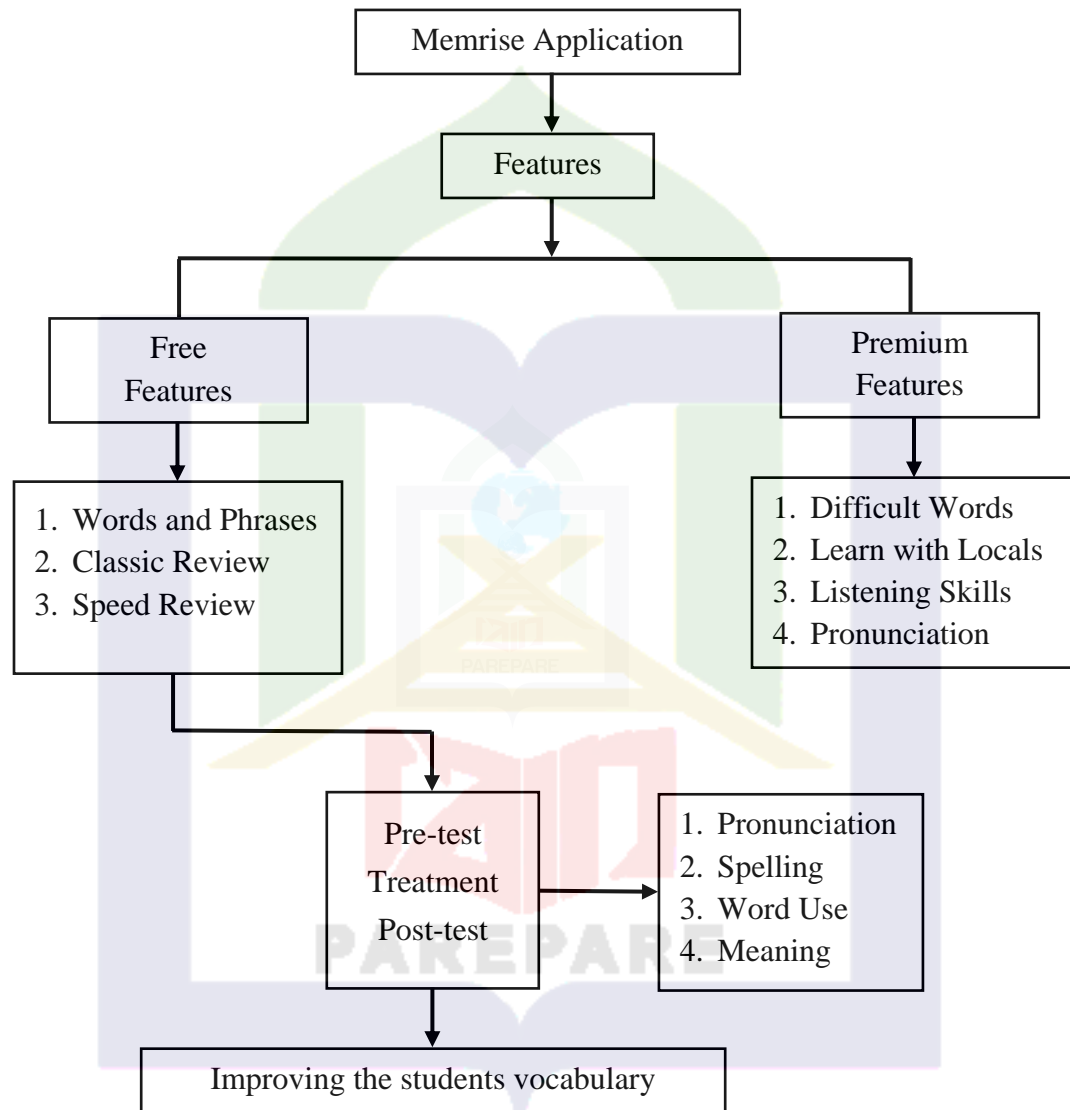 Memrise Application
Features
Free
Features
Premium
Features
1. Words and Phrases
2. Classic Review
3. Speed Review
1. Difficult Words
2. Learn with Locals
3. Listening Skills
4. Pronunciation
PAREPARE
Pre-test
Treatment
Post-test
1. Pronunciation
2. Spelling
3. Word Use
4. Meaning
PAREPARE
Improving the students vocabulary